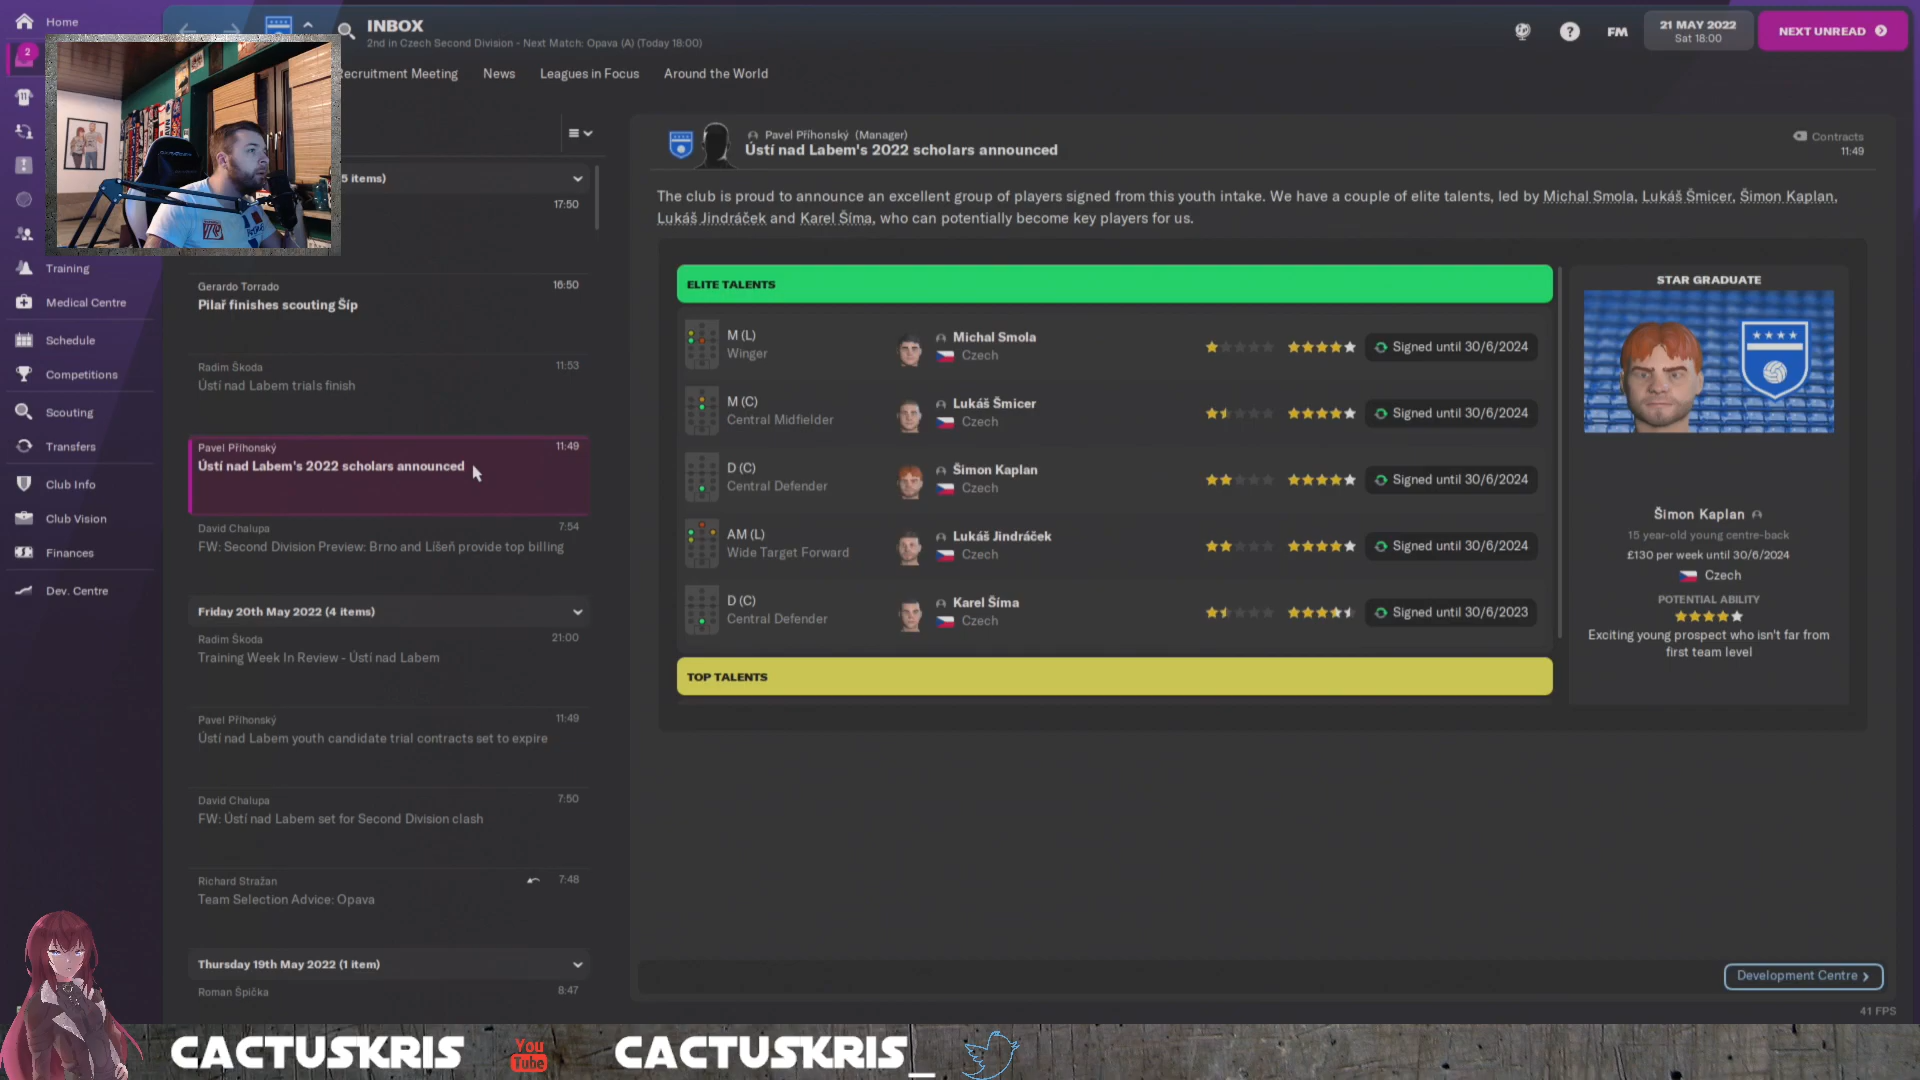 Home
INBOX
2nd in Czech Second Division - Next Match: Opava (A) (Today 18:00)
FM
21 MAY 2022
Sat 18:00
NEXT UNREAD
2
Recruitment Meeting
News
Leagues in Focus
Around the World
11
Training
Medical Centre
Schedule
Competitions
Scouting
Transfers
Club Info
Club Vision
Finances
Dev. Centre
5 items)
17:50
Gerardo Torrado
16:50
Pilař finishes scouting Šíp
Radim Škoda
11:53
Ústí nad Labem trials finish
Pavel Příhonský
11:49
Ústí nad Labem's 2022 scholars announced
David Chalupa
7:54
FW: Second Division Preview: Brno and Líšeň provide top billing
Friday 20th May 2022 (4 items)
Radim Škoda
21:00
Training Week In Review - Ústí nad Labem
Pavel Příhonský
11:49
Ústí nad Labem youth candidate trial contracts set to expire
David Chalupa
7:50
FW: Ústí nad Labem set for Second Division clash
Richard Stražan
7:48
Team Selection Advice: Opava
Thursday 19th May 2022 (1 item)
Roman Špička
8:47
Pavel Příhonský (Manager)
Ústí nad Labem's 2022 scholars announced
Contracts
11:49
The club is proud to announce an excellent group of players signed from this youth intake. We have a couple of elite talents, led by Michal Smola, Lukáš Šmicer, Šimon Kaplan,
Lukáš Jindráček and Karel Šíma, who can potentially become key players for us.
ELITE TALENTS
M (L)
Winger
Michal Smola
Czech
Signed until 30/6/2024
M (C)
Central Midfielder
Lukáš Šmicer
Czech
Signed until 30/6/2024
D (C)
Central Defender
Šimon Kaplan
Czech
Signed until 30/6/2024
AM (L)
Wide Target Forward
Lukáš Jindráček
Czech
Signed until 30/6/2024
D (C)
Central Defender
Karel Šíma
Czech
Signed until 30/6/2023
TOP TALENTS
STAR GRADUATE
Šimon Kaplan
15 year-old young centre-back
£130 per week until 30/6/2024
Czech
POTENTIAL ABILITY
Exciting young prospect who isn't far from
first team level
Development Centre
41 FPS
CACTUSKRIS
You
Tube
CACTUSKRIS_